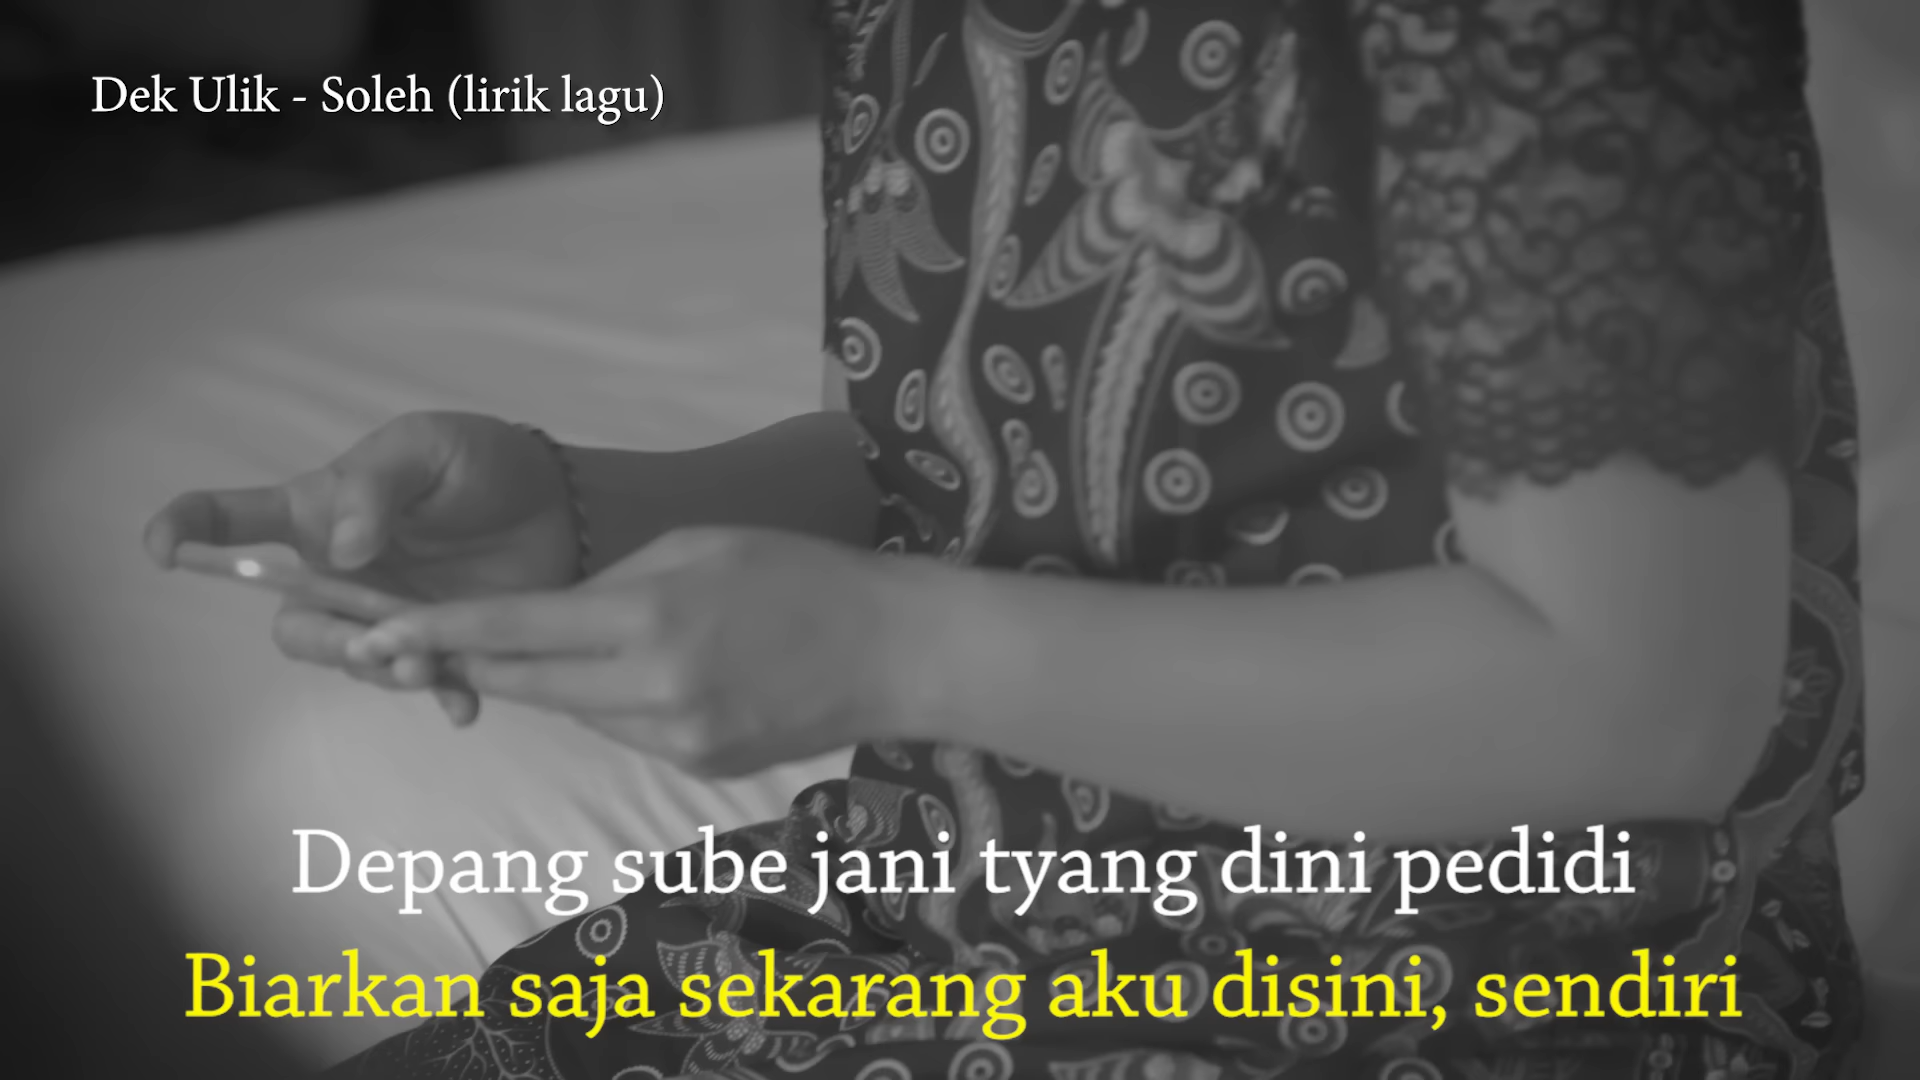 Dek Ulik - Soleh (lirik lagu)
Depang sube jani tyang dini pedidi
Biarkan saja sekarang aku disini, sendiri